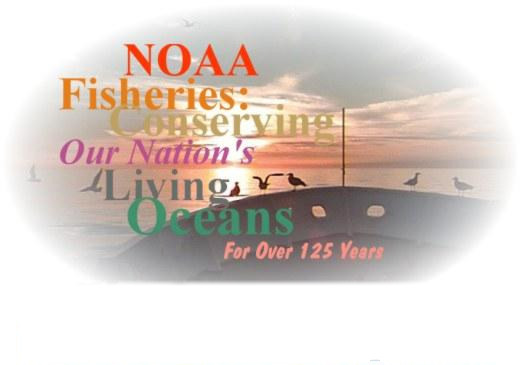 NOAA
Fisheries:
Conserving
Our Nation's
Living
Oceans
For Over 125 Years